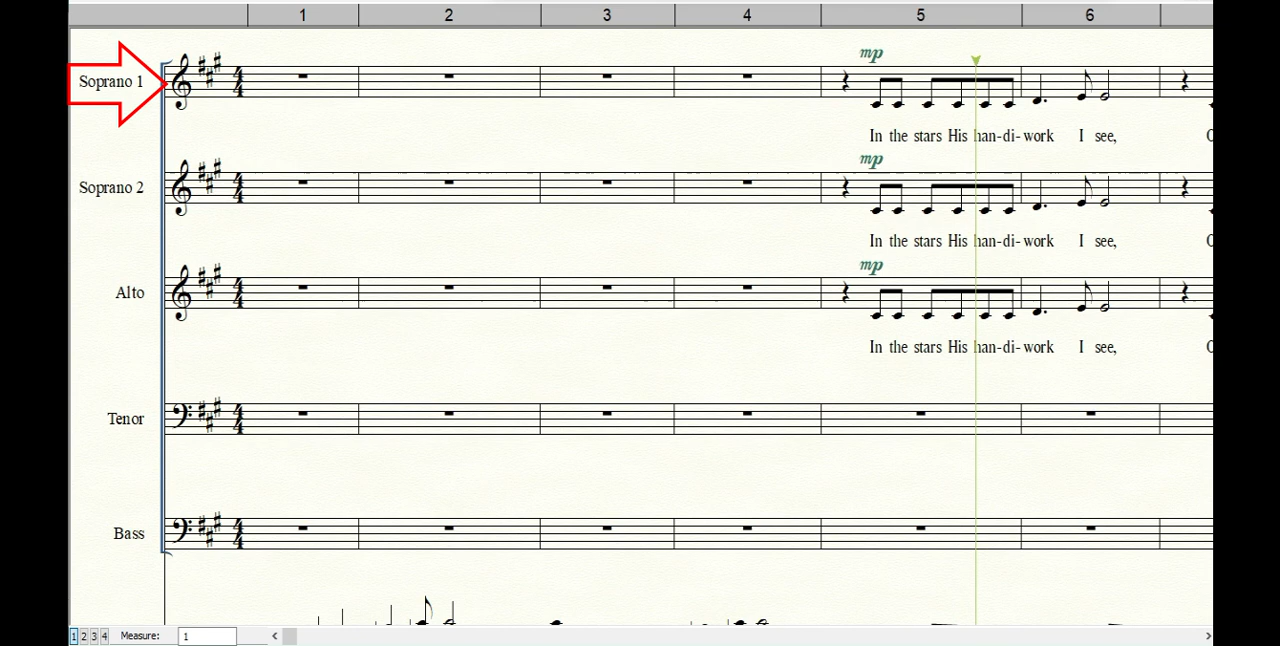 1 2 3 4 5 6
mp
Soprano 1
In the stars His han-di-work I see,
mp
Soprano 2
In the stars His han-di-work I see,
mp
Alto
In the stars His han-di-work I see,
Tenor
Bass
1 2 3 4 Measure: 1